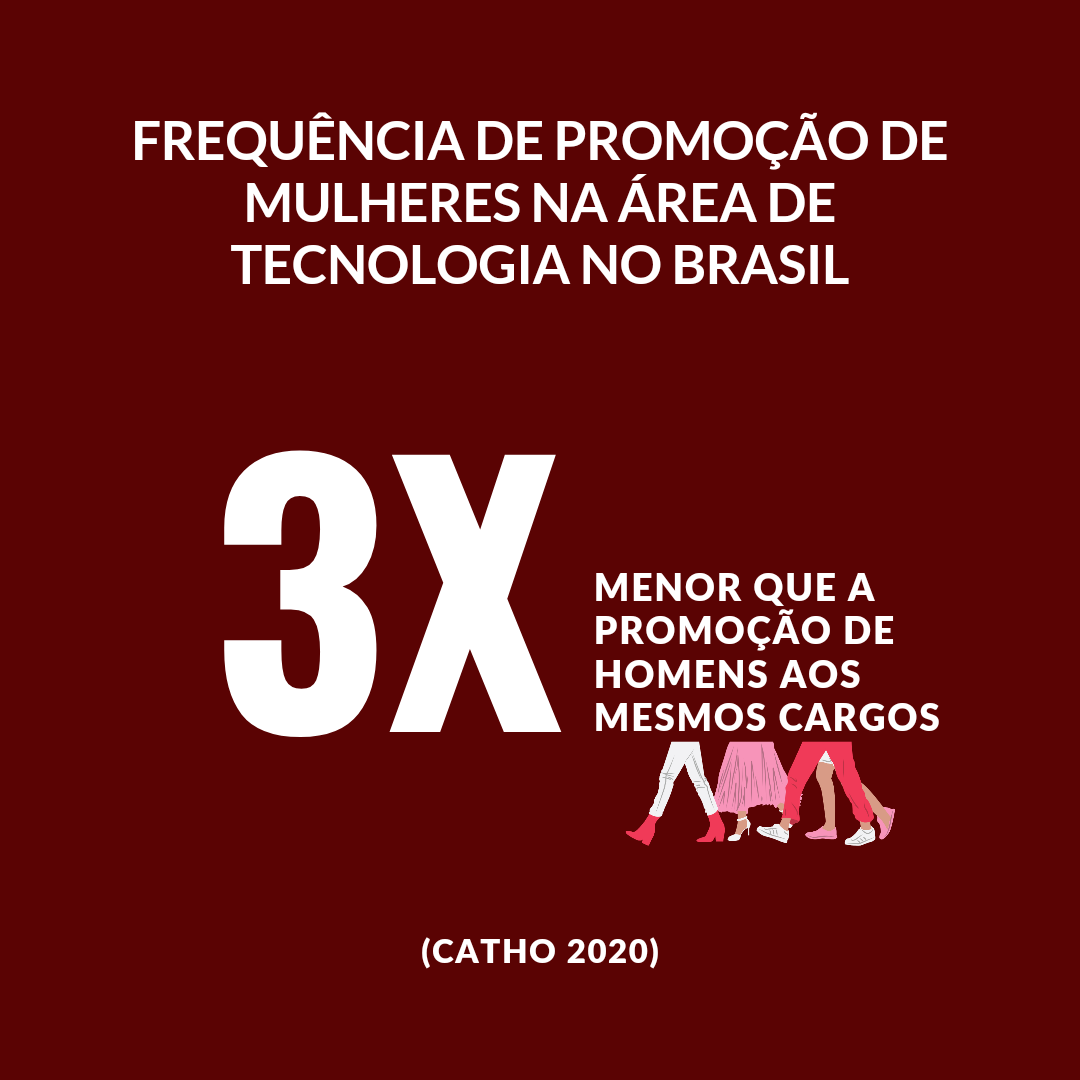 FREQUÊNCIA DE PROMOÇÃO DE
MULHERES NA ÁREA DE
TECNOLOGIA NO BRASIL
3X
MENOR QUE A
PROMOÇÃO DE
HOMENS AOS
MESMOS CARGOS
(CATHO 2020)